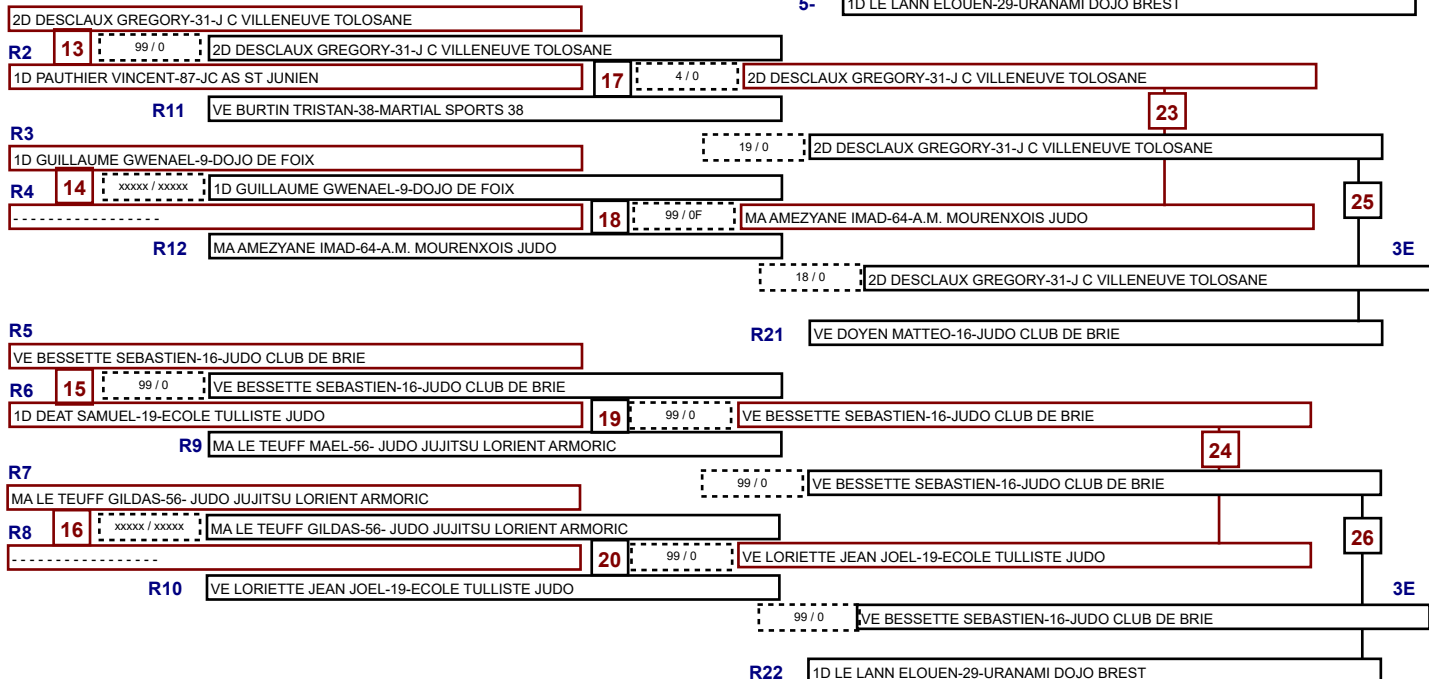 5- 1D LE LANN ELOUEN-29-URANAMI DOJO BREST
2D DESCLAUX GREGORY-31-J C VILLENEUVE TOLOSANE
R2 13 99 / 0 2D DESCLAUX GREGORY-31-J C VILLENEUVE TOLOSANE
1D PAUTHIER VINCENT-87-JC AS ST JUNIEN 17 4 / 0 2D DESCLAUX GREGORY-31-J C VILLENEUVE TOLOSANE
R11 VE BURTIN TRISTAN-38-MARTIAL SPORTS 38 23
R3
19 / 0 2D DESCLAUX GREGORY-31-J C VILLENEUVE TOLOSANE
1D GUILLAUME GWENAEL-9-DOJO DE FOIX
R4 14 xxxxx / xxxxx 1D GUILLAUME GWENAEL-9-DOJO DE FOIX 25
- - - - - - - - - - - - - - - - - 18 99 / 0F MA AMEZYANE IMAD-64-A.M. MOURENXOIS JUDO
R12 MA AMEZYANE IMAD-64-A.M. MOURENXOIS JUDO 3E
18 / 0 2D DESCLAUX GREGORY-31-J C VILLENEUVE TOLOSANE
R5
R21 VE DOYEN MATTEO-16-JUDO CLUB DE BRIE
VE BESSETTE SEBASTIEN-16-JUDO CLUB DE BRIE
R6 15 99 / 0 VE BESSETTE SEBASTIEN-16-JUDO CLUB DE BRIE
1D DEAT SAMUEL-19-ECOLE TULLISTE JUDO 19 99 / 0 VE BESSETTE SEBASTIEN-16-JUDO CLUB DE BRIE
R9 MA LE TEUFF MAEL-56- JUDO JUJITSU LORIENT ARMORIC 24
R7
99 / 0 VE BESSETTE SEBASTIEN-16-JUDO CLUB DE BRIE
MA LE TEUFF GILDAS-56- JUDO JUJITSU LORIENT ARMORIC
R8 16 xxxxx / xxxxx MA LE TEUFF GILDAS-56- JUDO JUJITSU LORIENT ARMORIC 26
- - - - - - - - - - - - - - - - - 20 99 / 0 VE LORIETTE JEAN JOEL-19-ECOLE TULLISTE JUDO
R10 VE LORIETTE JEAN JOEL-19-ECOLE TULLISTE JUDO 3E
99 / 0 VE BESSETTE SEBASTIEN-16-JUDO CLUB DE BRIE
R22 1D LE LANN ELOUEN-29-URANAMI DOJO BREST